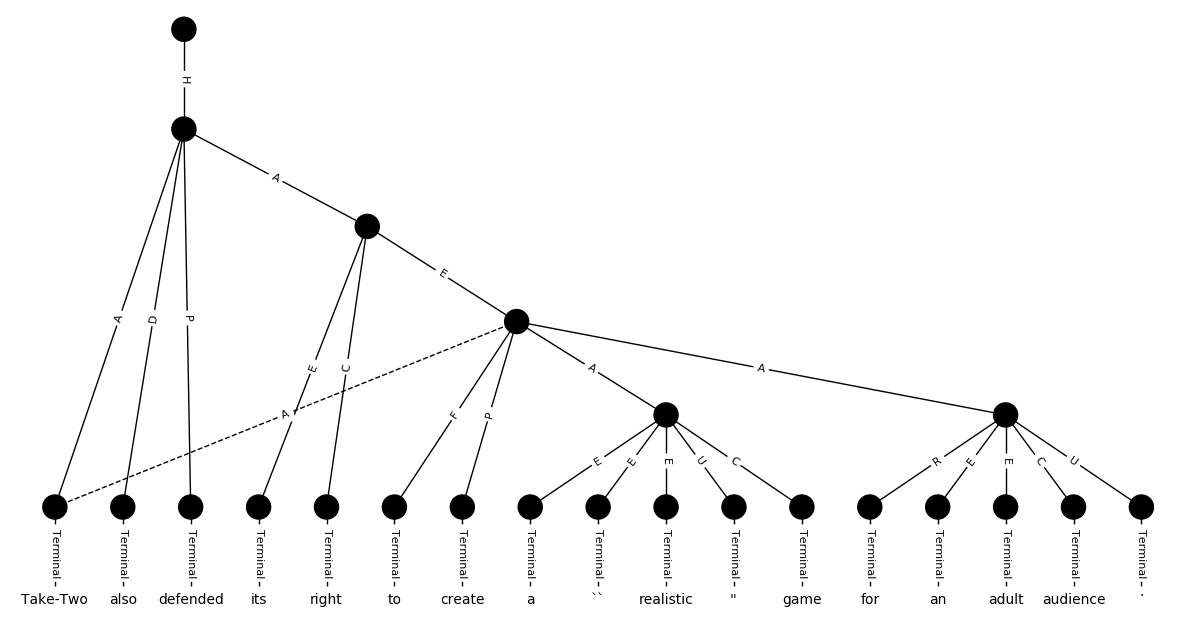 H
A
E
A D P E C A F P A A
E E E U C R E E C U
Terminal Terminal Terminal Terminal Terminal Terminal Terminal Terminal Terminal Terminal Terminal Terminal Terminal Terminal Terminal Terminal Terminal
Take-Two also defended its right to create a `` realistic " game for an adult audience .